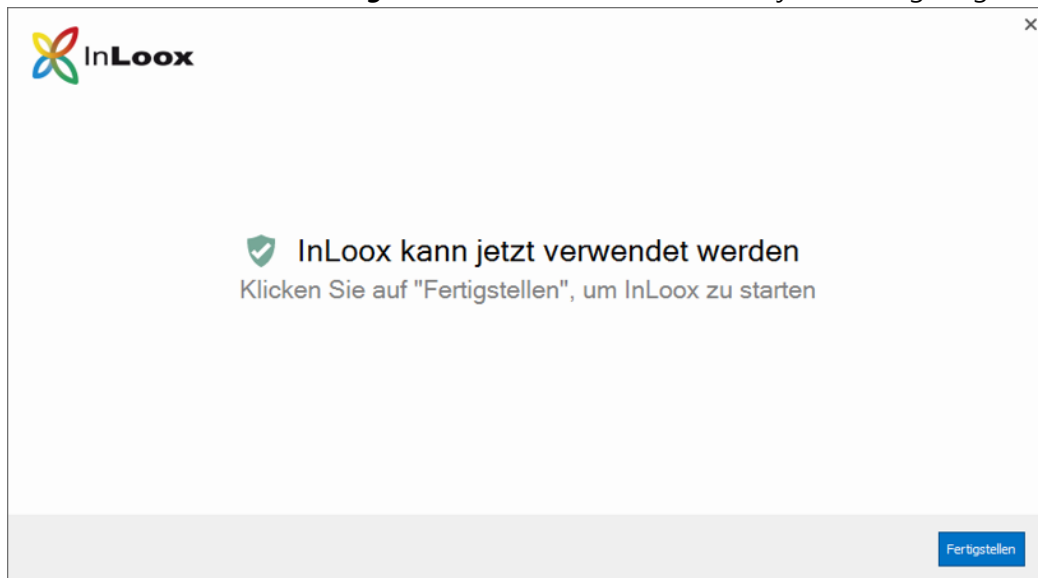 InLoox
InLoox kann jetzt verwendet werden
Klicken Sie auf "Fertigstellen", um InLoox zu starten
Fertigstellen